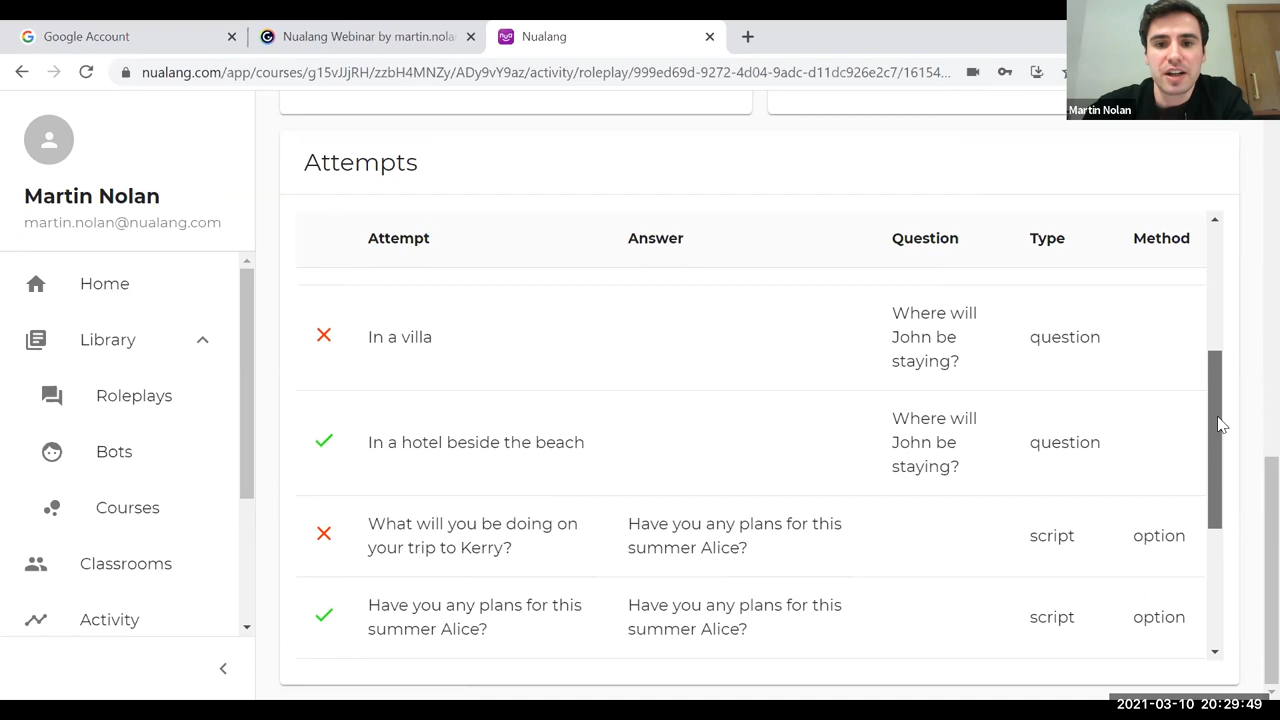 Google Account
Nualang Webinar by martin.nola
Nualang
nualang.com/app/courses/g15vJJjRH/zzbH4MNZy/ADy9vY9az/activity/roleplay/999ed69d-9272-4d04-9adc-d11dc926e2c7/16154...
Martin Nolan
Martin Nolan
martin.nolan@nualang.com
Home
Library
Roleplays
Bots
Courses
Classrooms
Activity
Attempts
Attempt Answer Question Type Method
In a villa
Where will
John be
staying?
question
In a hotel beside the beach
Where will
John be
staying?
question
What will you be doing on
your trip to Kerry?
Have you any plans for this
summer Alice?
script
option
Have you any plans for this
summer Alice?
Have you any plans for this
summer Alice?
script
option
2021-03-10 20:29:49